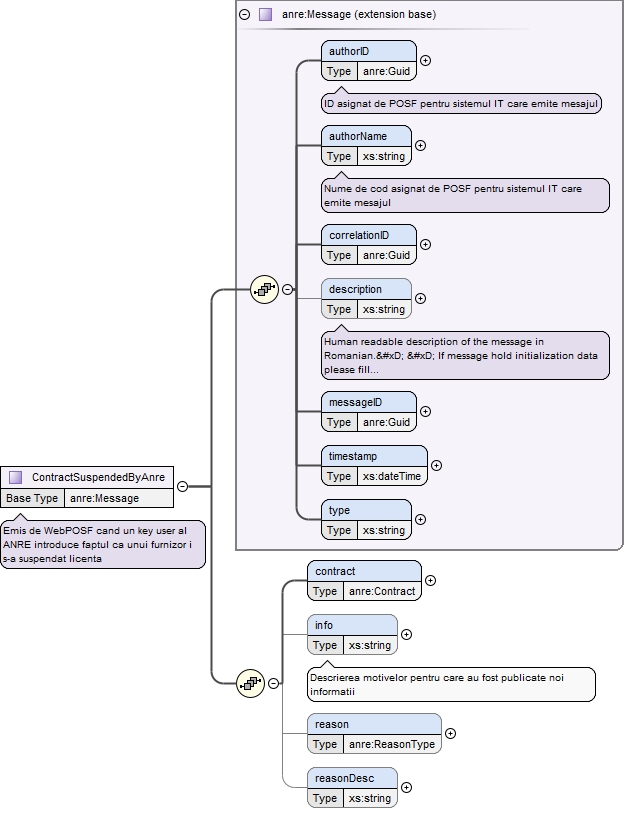 anre:Message (extension base)
authorID
Type anre:Guid
ID asignat de POSF pentru sistemul IT care emite mesajul
authorName
Type xs:string
Nume de cod asignat de POSF pentru sistemul IT care
emite mesajul
correlationID
Type anre:Guid
description
Type xs:string
Human readable description of the message in
Romanian.&#xD; &#xD; If message hold initialization data
please fill...
messageID
Type anre:Guid
timestamp
Type xs:dateTime
type
Type xs:string
ContractSuspendedByAnre
Base Type anre:Message
Emis de WebPOSF cand un key user al
ANRE introduce faptul ca unui furnizor i
s-a suspendat licenta
contract
Type anre:Contract
info
Type xs:string
Descrierea motivelor pentru care au fost publicate noi
informatii
reason
Type anre:ReasonType
reasonDesc
Type xs:string